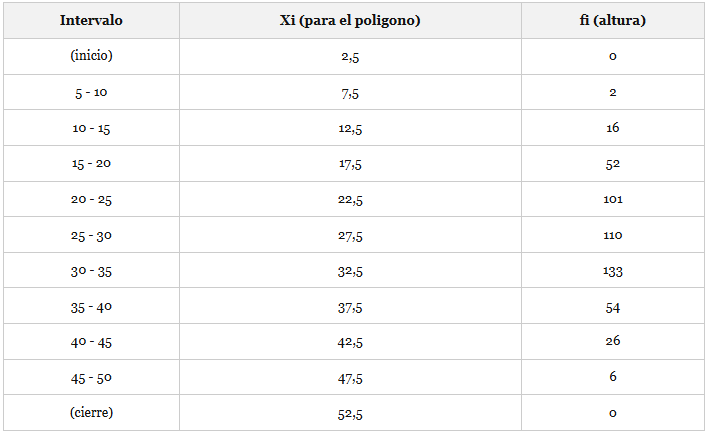 Intervalo Xi (para el poligono) fi (altura)
(inicio) 2,5 0
5 - 10 7,5 2
10 - 15 12,5 16
15 - 20 17,5 52
20 - 25 22,5 101
25 - 30 27,5 110
30 - 35 32,5 133
35 - 40 37,5 54
40 - 45 42,5 26
45 - 50 47,5 6
(cierre) 52,5 0